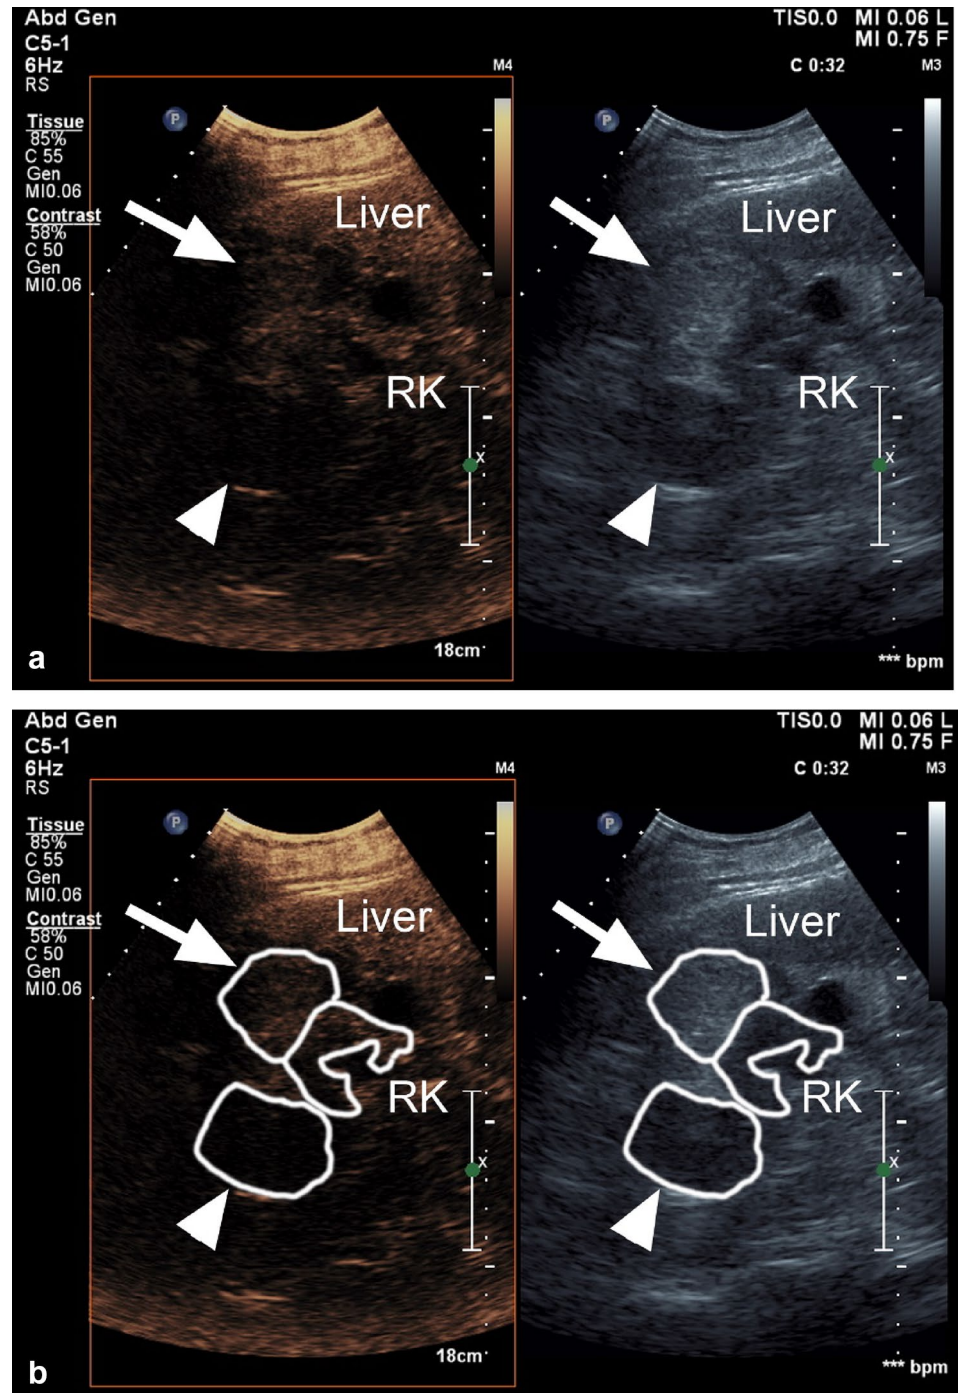 Abd Gen
TIS0.0 MI 0.06 L
C5-1
MI 0.75 F
6Hz
M4
C 0:32
M3
RS
P
P
Tissue
85%
C 55
Gen
MI0.06
Liver
Liver
Contrast
58%
C 50
Gen
MI0.06
RK
RK
X
X
18cm
*** bpm
a
Abd Gen
TIS0.0 MI 0.06 L
C5-1
MI 0.75 F
6Hz
M4
C 0:32
M3
RS
P
P
Tissue
85%
C 55
Gen
MI0.06
Liver
Liver
Contrast
58%
C 50
Gen
MI0.06
RK
RK
X
X
18cm
*** bpm
b